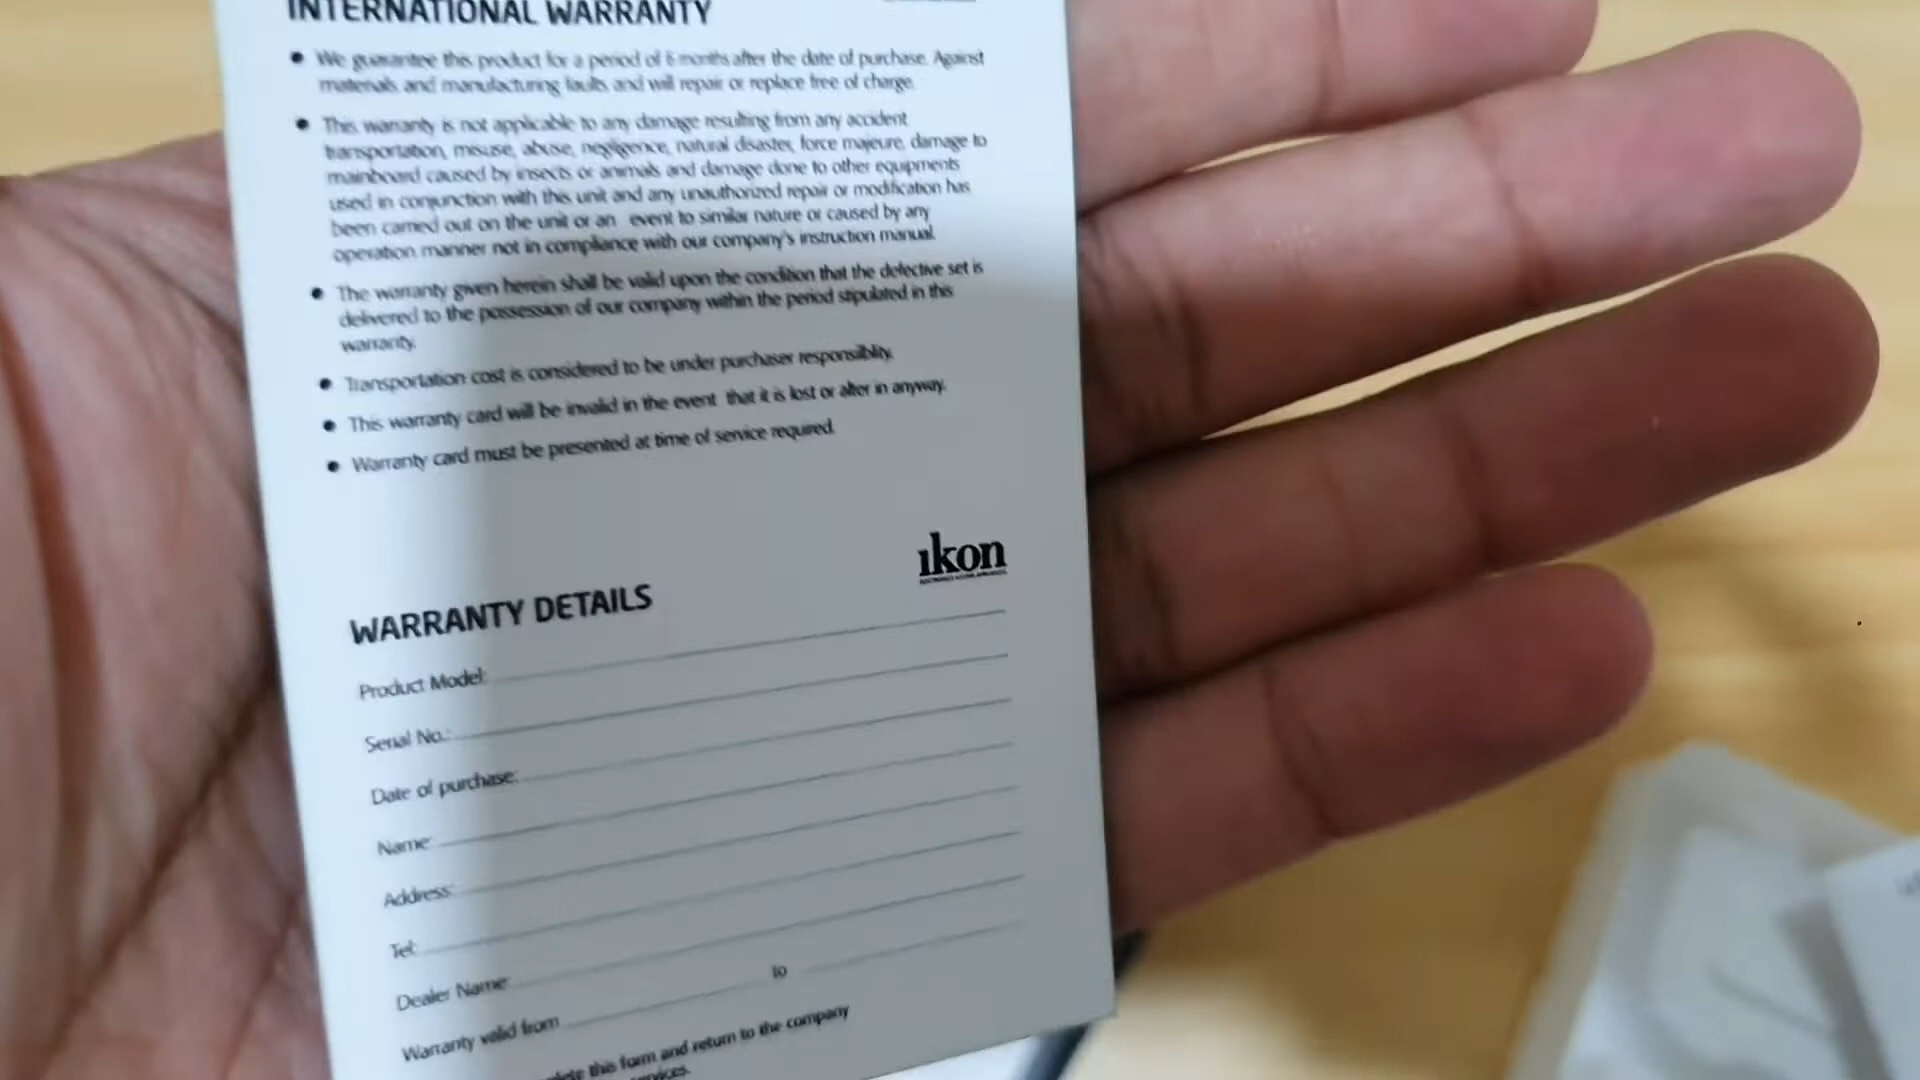 INTERNATIONAL WARRANTY
• We guarantee this product for a period of 6 months after the date of purchase. Against
materials and manufacturing faults and will repair or replace free of charge.
• This warranty is not applicable to any damage resulting from any accident
transportation, misuse, abuse, negligence, natural disaster, force majeure, damage to
mainboard caused by insects or animals and damage done to other equipments
used in conjunction with this unit and any unauthorized repair or modification has
been carried out on the unit or an event to similar nature or caused by any
operation manner not in compliance with our company's instruction manual.
• The warranty given herein shall be valid upon the condition that the defective set is
delivered to the possession of our company within the period stipulated in this
warranty.
• Transportation cost is considered to be under purchaser responsiblity.
• This warranty card will be invalid in the event that it is lost or alter in anyway.
• Warranty card must be presented at time of service required.
ikon
WARRANTY DETAILS
Product Model:
Serial No.:
Date of purchase:
Name:
Address:
Tel:
Dealer Name:
Warranty valid from to
this form and return to the company